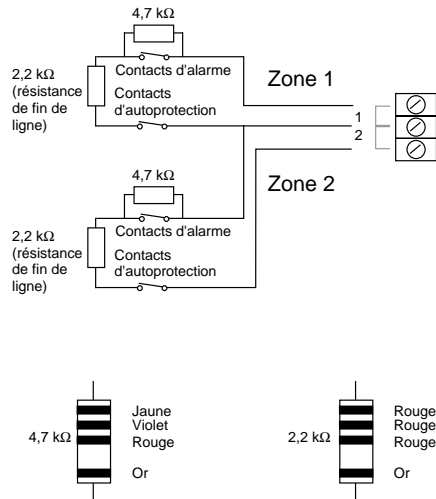 4,7 kΩ
2,2 kΩ
(résistance
de fin de
ligne)
Contacts d'alarme
Contacts
d'autoprotection
Zone 1
1
2
4,7 kΩ
Zone 2
2,2 kΩ
(résistance
de fin de
ligne)
Contacts d'alarme
Contacts
d'autoprotection
4,7 kΩ
Jaune
Violet
Rouge
Or
2,2 kΩ
Rouge
Rouge
Rouge
Or